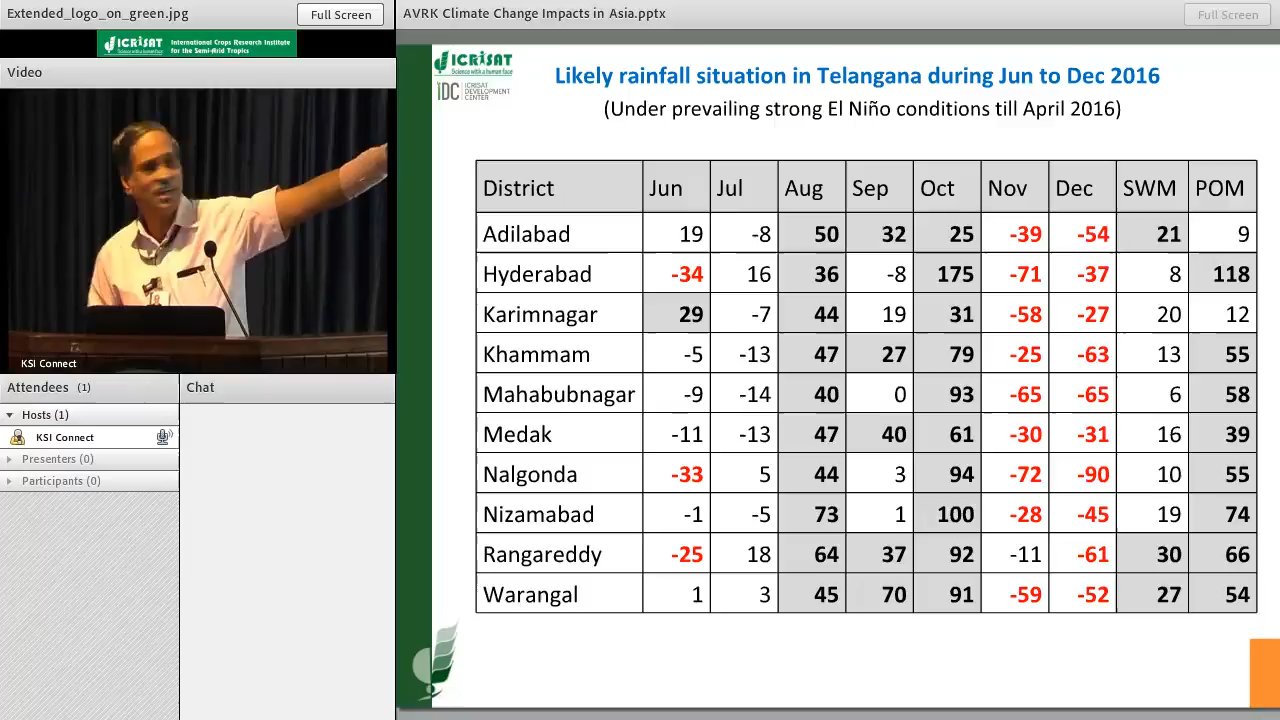 Extended_logo_on_green.jpg
Full Screen
ICRISAT
Science with a human face
International Crops Research Institute
for the Semi-Arid Tropics
Video
KSI Connect
Attendees (1)
Hosts (1)
KSI Connect
Presenters (0)
Participants (0)
Chat
AVRK Climate Change Impacts in Asia.pptx
Full Screen
ICRISAT
Science with a human face
IDC ICRISAT
DEVELOPMENT
CENTER
Likely rainfall situation in Telangana during Jun to Dec 2016
(Under prevailing strong El Niño conditions till April 2016)
District Jun Jul Aug Sep Oct Nov Dec SWM POM
Adilabad 19 -8 50 32 25 -39 -54 21 9
Hyderabad -34 16 36 -8 175 -71 -37 8 118
Karimnagar 29 -7 44 19 31 -58 -27 20 12
Khammam -5 -13 47 27 79 -25 -63 13 55
Mahabubnagar -9 -14 40 0 93 -65 -65 6 58
Medak -11 -13 47 40 61 -30 -31 16 39
Nalgonda -33 5 44 3 94 -72 -90 10 55
Nizamabad -1 -5 73 1 100 -28 -45 19 74
Rangareddy -25 18 64 37 92 -11 -61 30 66
Warangal 1 3 45 70 91 -59 -52 27 54